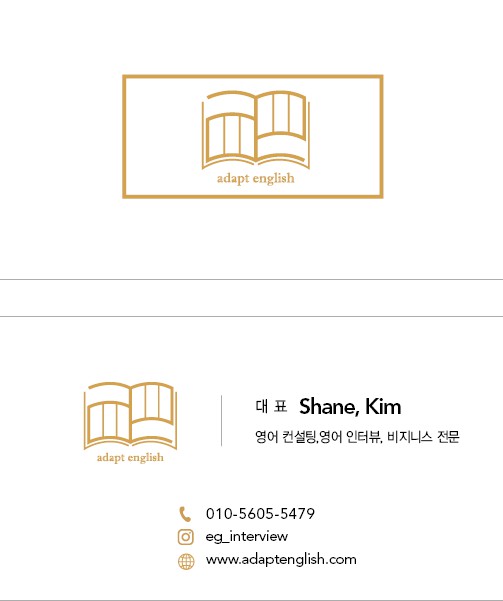 adapt english
adapt english
대 표 Shane, Kim
영어 컨설팅,영어 인터뷰, 비지니스 전문
010-5605-5479
eg_interview
www.adaptenglish.com